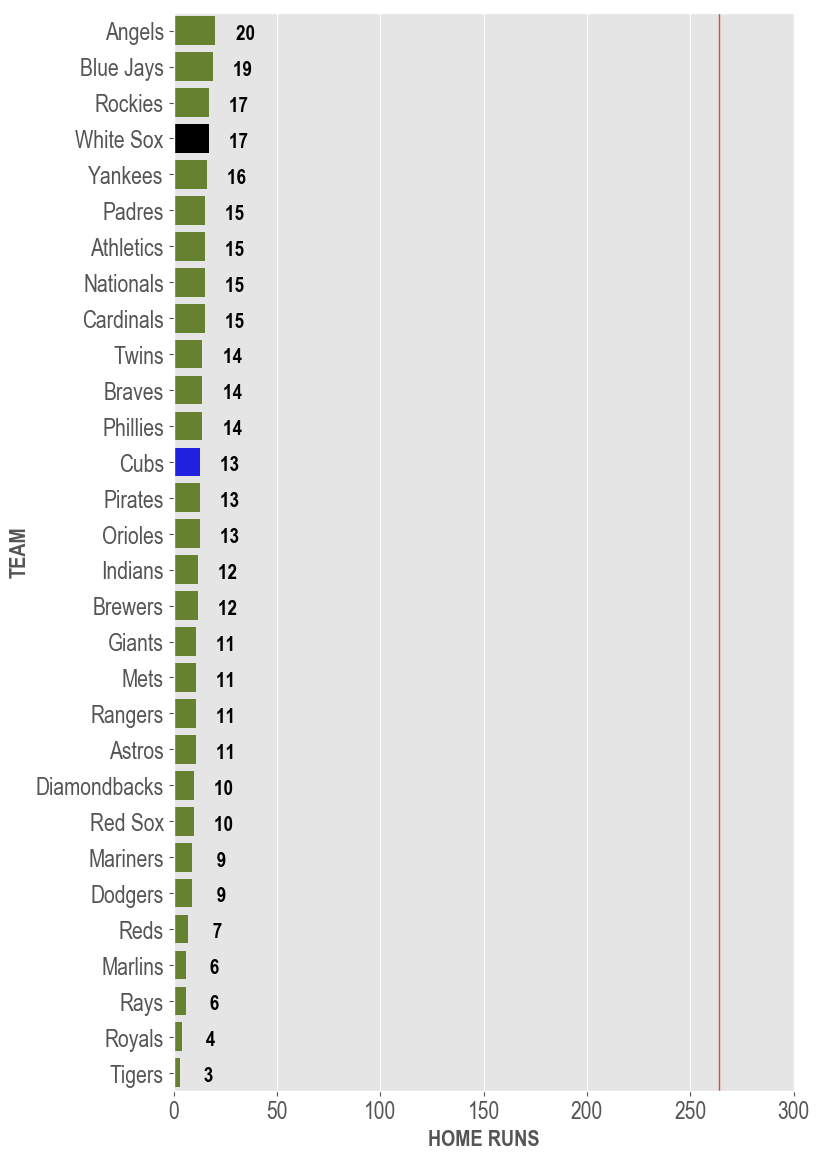 Angels 20
Blue Jays 19
Rockies 17
White Sox 17
Yankees 16
Padres 15
Athletics 15
Nationals 15
Cardinals 15
Twins 14
Braves 14
Phillies 14
Cubs 13
Pirates 13
Orioles 13
Indians 12
Brewers 12
Giants 11
Mets 11
Rangers 11
Astros 11
Diamondbacks 10
Red Sox 10
Mariners 9
Dodgers 9
Reds 7
Marlins 6
Rays 6
Royals 4
Tigers 3
TEAM
0 50 100 150 200 250 300
HOME RUNS